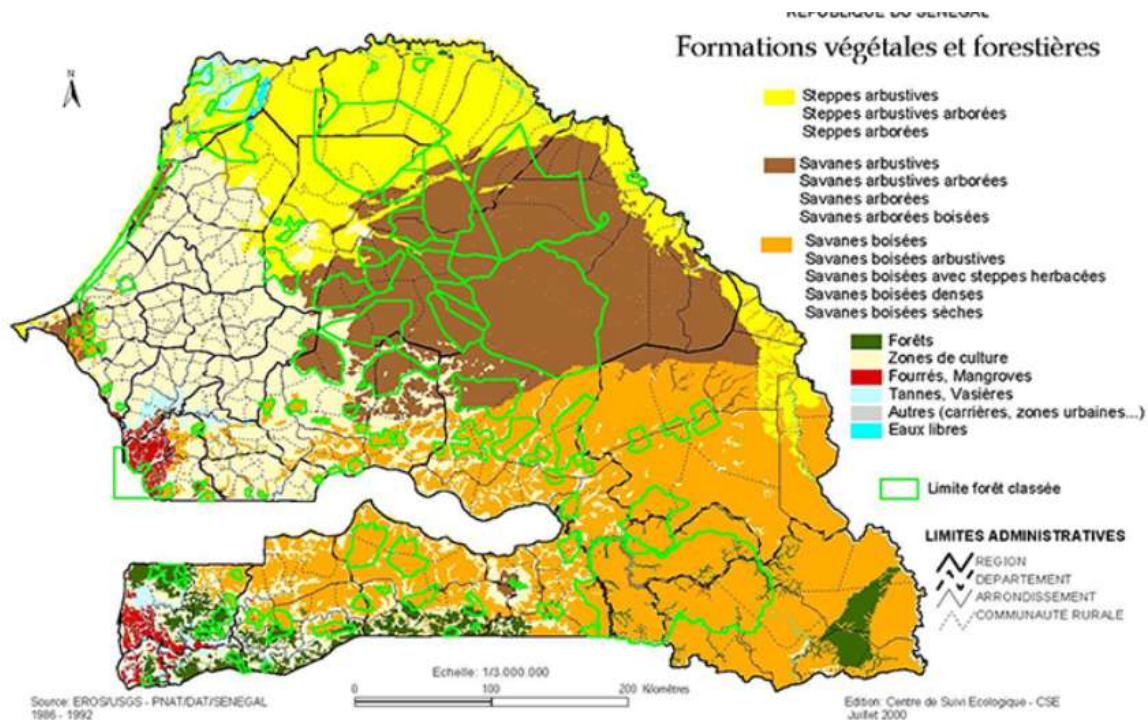 REPUBLIQUE DU SENEGAL
Formations végétales et forestières
N
Steppes arbustives
Steppes arbustives arborées
Steppes arborées
Savanes arbustives
Savanes arbustives arborées
Savanes arborées
Savanes arborées boisées
Savanes boisées
Savanes boisées arbustives
Savanes boisées avec steppes herbacées
Savanes boisées denses
Savanes boisées sèches
Forêts
Zones de culture
Fourrés, Mangroves
Tannes, Vasières
Autres (carrières, zones urbaines...)
Eaux libres
Limite forêt classée
LIMITES ADMINISTRATIVES
REGION
DEPARTEMENT
ARRONDISSEMENT
COMMUNAUTÉ RURALE
Echelle: 1/3.000.000
0 100 200 Kilomètres
Source: EROS/USGS - PNAT/DAT/SENEGAL
1986 - 1992
Edition: Centre de Suivi Ecologique - CSE
Juillet 2000